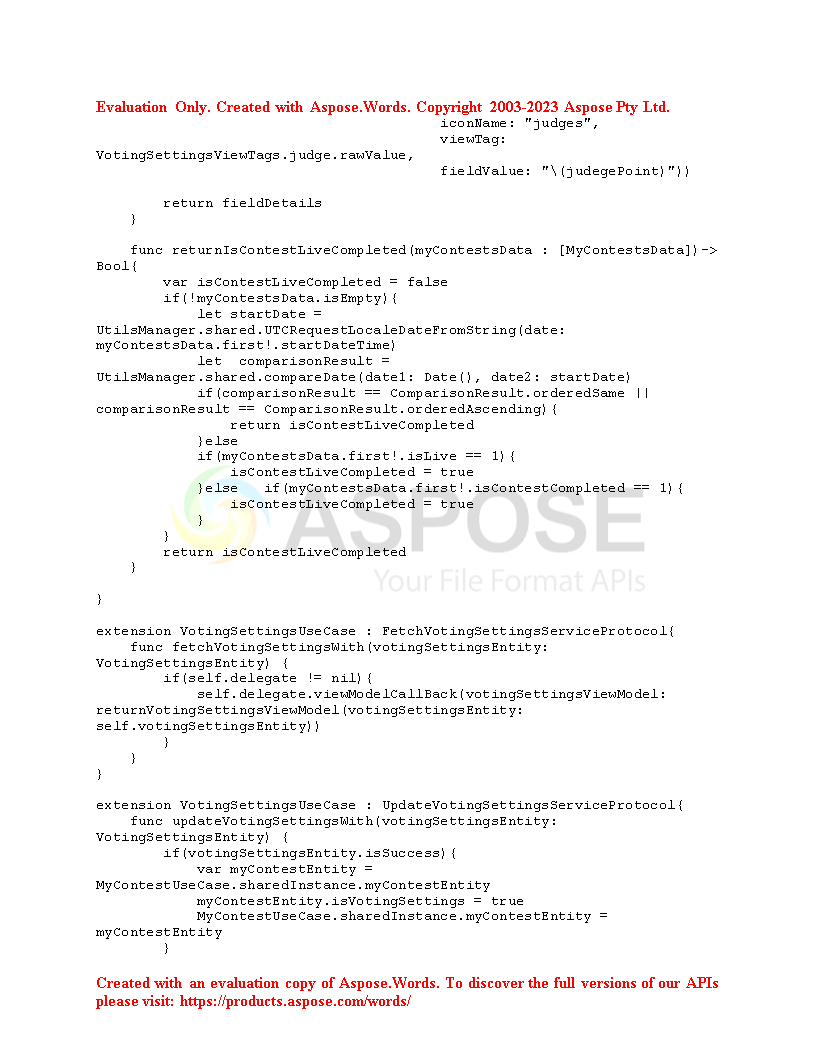 Evaluation Only. Created with Aspose.Words. Copyright 2003-2023 Aspose Pty Ltd.
iconName: "judges",
viewTag:
VotingSettingsViewTags.judge.rawValue,
fieldValue: "\(judegePoint)"))
return fieldDetails
}
func returnIsContestLiveCompleted(myContestsData : [MyContestsData])->
Bool{
var isContestLiveCompleted = false
if(!myContestsData.isEmpty){
let startDate =
UtilsManager.shared.UTCRequestLocaleDateFromString(date:
myContestsData.first!.startDateTime)
let  comparisonResult =
UtilsManager.shared.compareDate(date1: Date(), date2: startDate)
if(comparisonResult == ComparisonResult.orderedSame ||
comparisonResult == ComparisonResult.orderedAscending){
return isContestLiveCompleted
}else
if(myContestsData.first!.isLive == 1){
isContestLiveCompleted = true
}else   if(myContestsData.first!.isContestCompleted == 1){
isContestLiveCompleted = true
}
}
return isContestLiveCompleted
}
ASPOSE
Your File Format APIs
}
extension VotingSettingsUseCase : FetchVotingSettingsServiceProtocol{
func fetchVotingSettingsWith(votingSettingsEntity:
VotingSettingsEntity) {
if(self.delegate != nil){
self.delegate.viewModelCallBack(votingSettingsViewModel:
returnVotingSettingsViewModel(votingSettingsEntity:
self.votingSettingsEntity))
}
}
}
extension VotingSettingsUseCase : UpdateVotingSettingsServiceProtocol{
func updateVotingSettingsWith(votingSettingsEntity:
VotingSettingsEntity) {
if(votingSettingsEntity.isSuccess){
var myContestEntity =
MyContestUseCase.sharedInstance.myContestEntity
myContestEntity.isVotingSettings = true
MyContestUseCase.sharedInstance.myContestEntity =
myContestEntity
}
Created with an evaluation copy of Aspose.Words. To discover the full versions of our APIs
please visit: https://products.aspose.com/words/